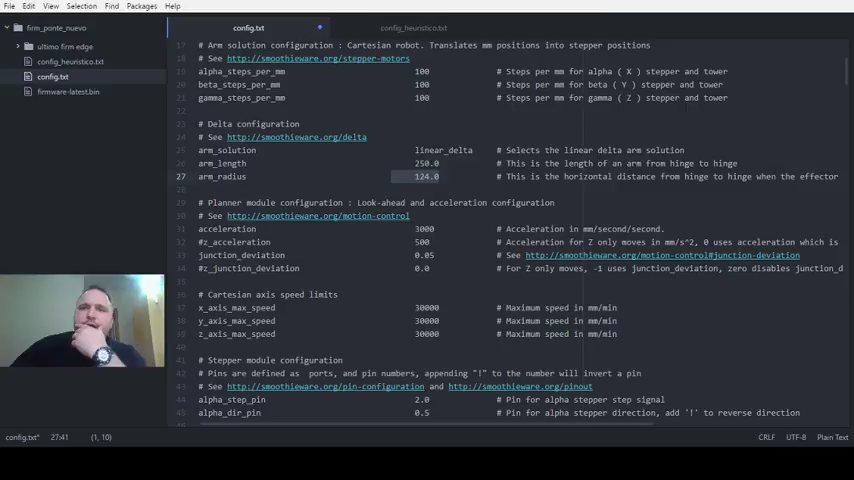 File Edit View Selection Find Packages Help
firm_ponte_nuevo
ultimo firm edge
config_heuristico.txt
config.txt
firmware-latest.bin
config.txt
config_heuristico.txt
17 # Arm solution configuration : Cartesian robot. Translates mm positions into stepper positions
18 # See http://smoothieware.org/stepper-motors
19 alpha_steps_per_mm 100 # Steps per mm for alpha ( X ) stepper and tower
20 beta_steps_per_mm 100 # Steps per mm for beta ( Y ) stepper and tower
21 gamma_steps_per_mm 100 # Steps per mm for gamma ( Z ) stepper and tower
22
23 # Delta configuration
24 # See http://smoothieware.org/delta
25 arm_solution linear_delta # Selects the linear delta arm solution
26 arm_length 250.0 # This is the length of an arm from hinge to hinge
27 arm_radius 124.0 # This is the horizontal distance from hinge to hinge when the effector
28
29 # Planner module configuration : Look-ahead and acceleration configuration
30 # See http://smoothieware.org/motion-control
31 acceleration 3000 # Acceleration in mm/second/second.
32 #z_acceleration 500 # Acceleration for Z only moves in mm/s^2, 0 uses acceleration which is
33 junction_deviation 0.05 # See http://smoothieware.org/motion-control#junction-deviation
34 #z_junction_deviation 0.0 # For Z only moves, -1 uses junction_deviation, zero disables junction_d
35
36 # Cartesian axis speed limits
37 x_axis_max_speed 30000 # Maximum speed in mm/min
38 y_axis_max_speed 30000 # Maximum speed in mm/min
39 z_axis_max_speed 30000 # Maximum speed in mm/min
40
41 # Stepper module configuration
42 # Pins are defined as ports, and pin numbers, appending "!" to the number will invert a pin
43 # See http://smoothieware.org/pin-configuration and http://smoothieware.org/pinout
44 alpha_step_pin 2.0 # Pin for alpha stepper step signal
45 alpha_dir_pin 0.5 # Pin for alpha stepper direction, add '!' to reverse direction
config.txt* 27:41 (1, 10) CRLF UTF-8 Plain Text